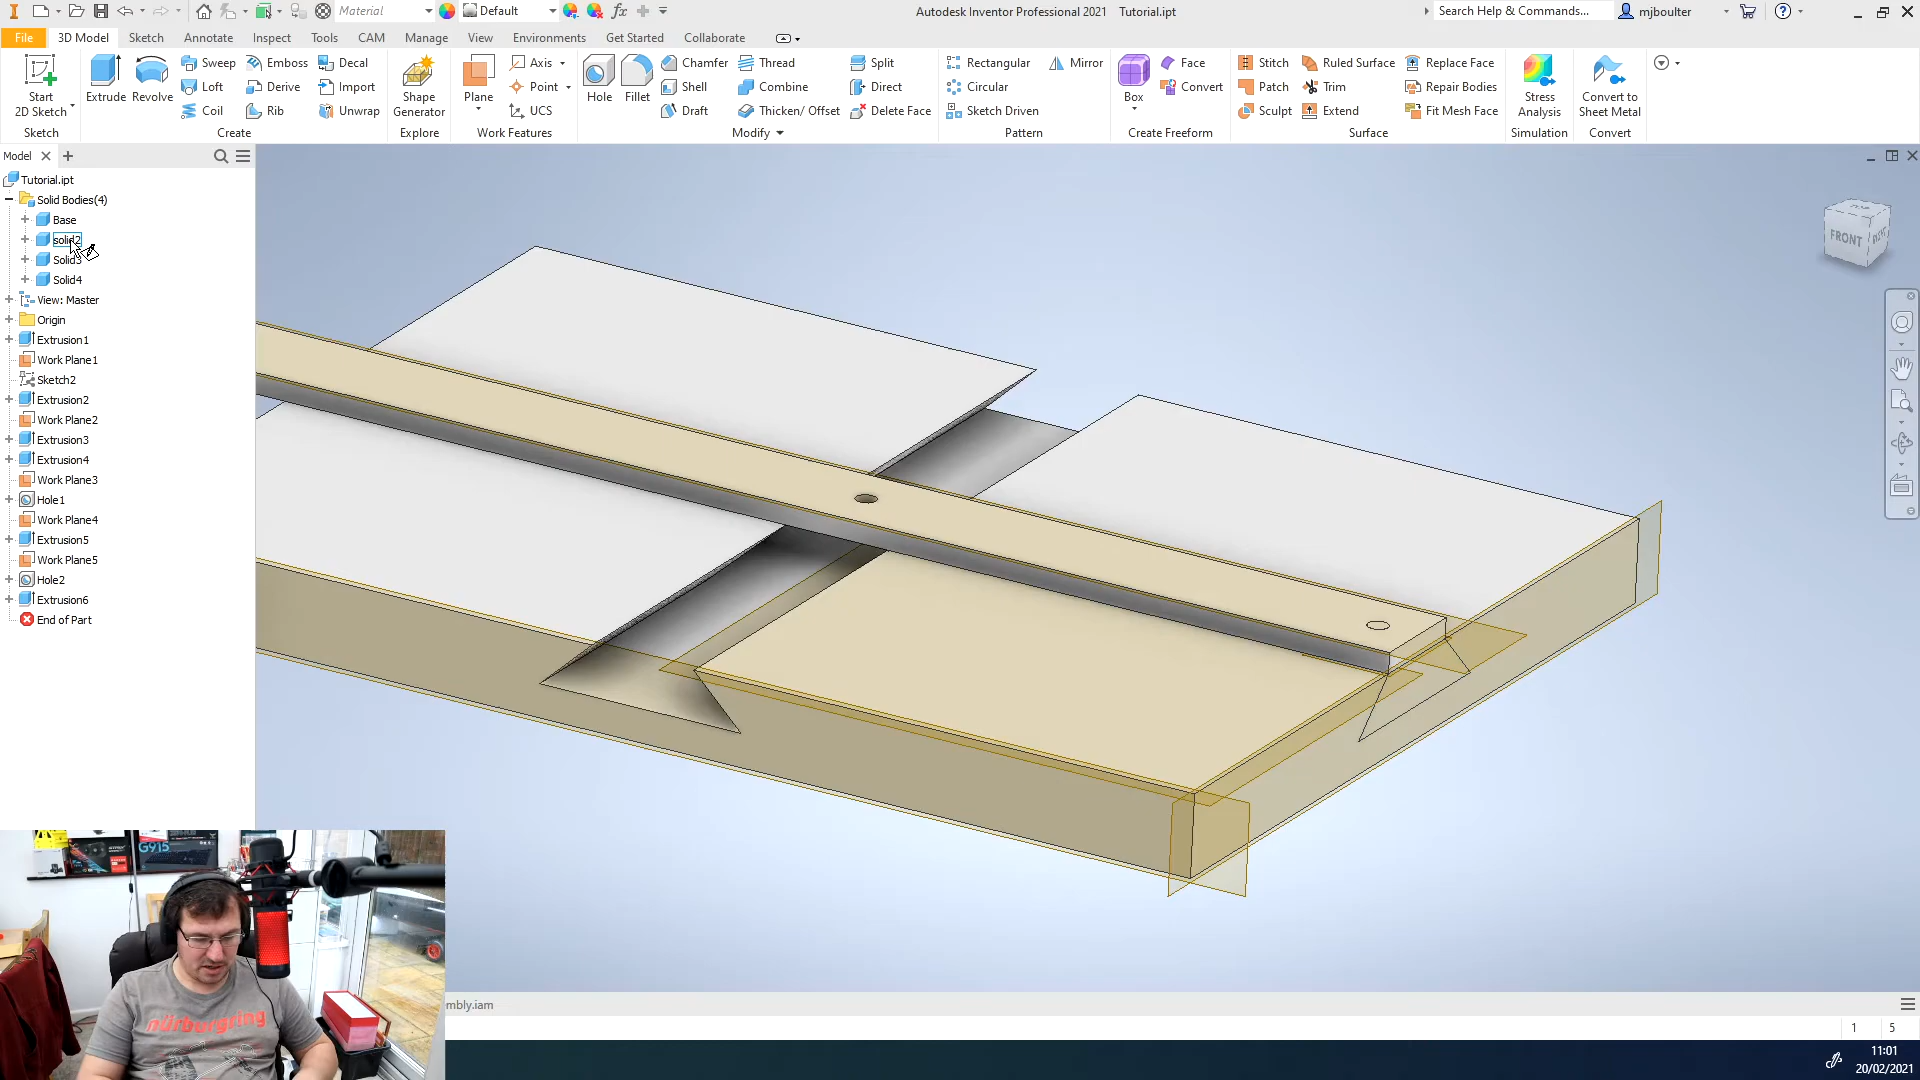 Material
Default
Autodesk Inventor Professional 2021 Tutorial.ipt
Search Help & Commands...
mjboulter
File
3D Model
Sketch
Annotate
Inspect
Tools
CAM
Manage
View
Environments
Get Started
Collaborate
Start
2D Sketch
Sketch
Extrude
Revolve
Sweep
Loft
Coil
Emboss
Derive
Rib
Decal
Import
Unwrap
Create
Shape
Generator
Explore
Plane
Axis
Point
UCS
Work Features
Hole
Fillet
Chamfer
Shell
Draft
Thread
Combine
Thicken/ Offset
Split
Direct
Delete Face
Modify
Rectangular
Circular
Sketch Driven
Mirror
Pattern
Box
Face
Convert
Create Freeform
Stitch
Patch
Sculpt
Ruled Surface
Trim
Extend
Replace Face
Repair Bodies
Fit Mesh Face
Surface
Stress
Analysis
Simulation
Convert to
Sheet Metal
Convert
Model
Tutorial.ipt
Solid Bodies(4)
Base
solid2
Solid3
Solid4
View: Master
Origin
Extrusion1
Work Plane1
Sketch2
Extrusion2
Work Plane2
Extrusion3
Extrusion4
Work Plane3
Hole1
Work Plane4
Extrusion5
Work Plane5
Hole2
Extrusion6
End of Part
TOP
FRONT
RIGHT
G915
nürburgring
mbly.iam
1 5
11:01
20/02/2021